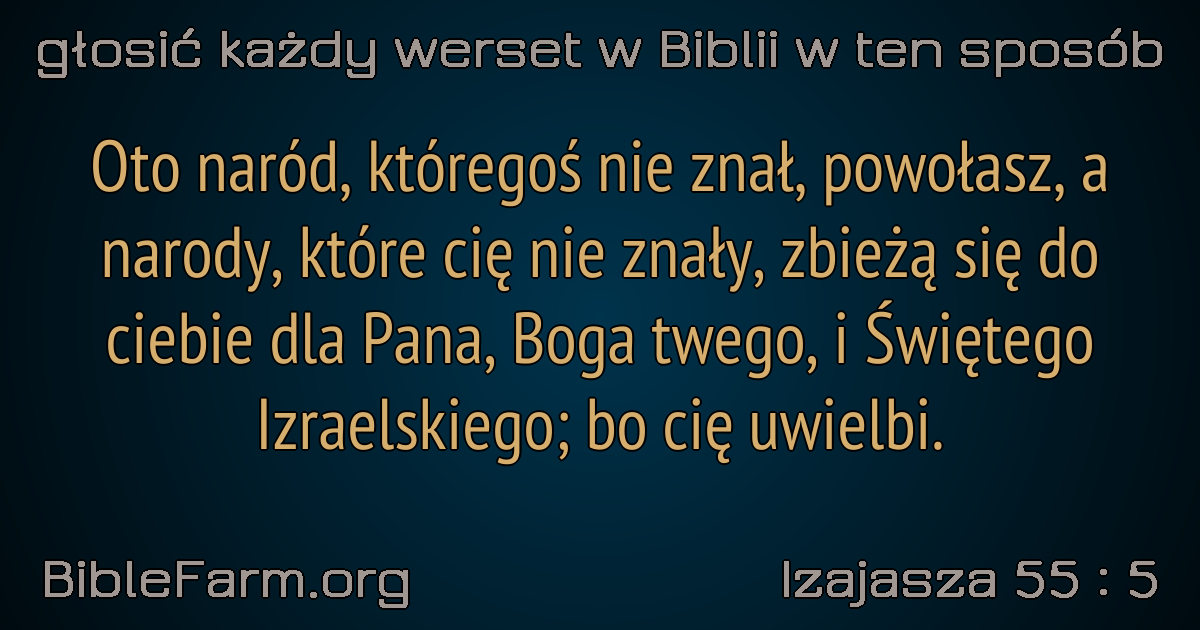 głosić każdy werset w Biblii w ten sposób
Oto naród, któregoś nie znał, powołasz, a
narody, które cię nie znały, zbieżą się do
ciebie dla Pana, Boga twego, i Świętego
Izraelskiego; bo cię uwielbi.
BibleFarm.org
Izajasza 55 : 5